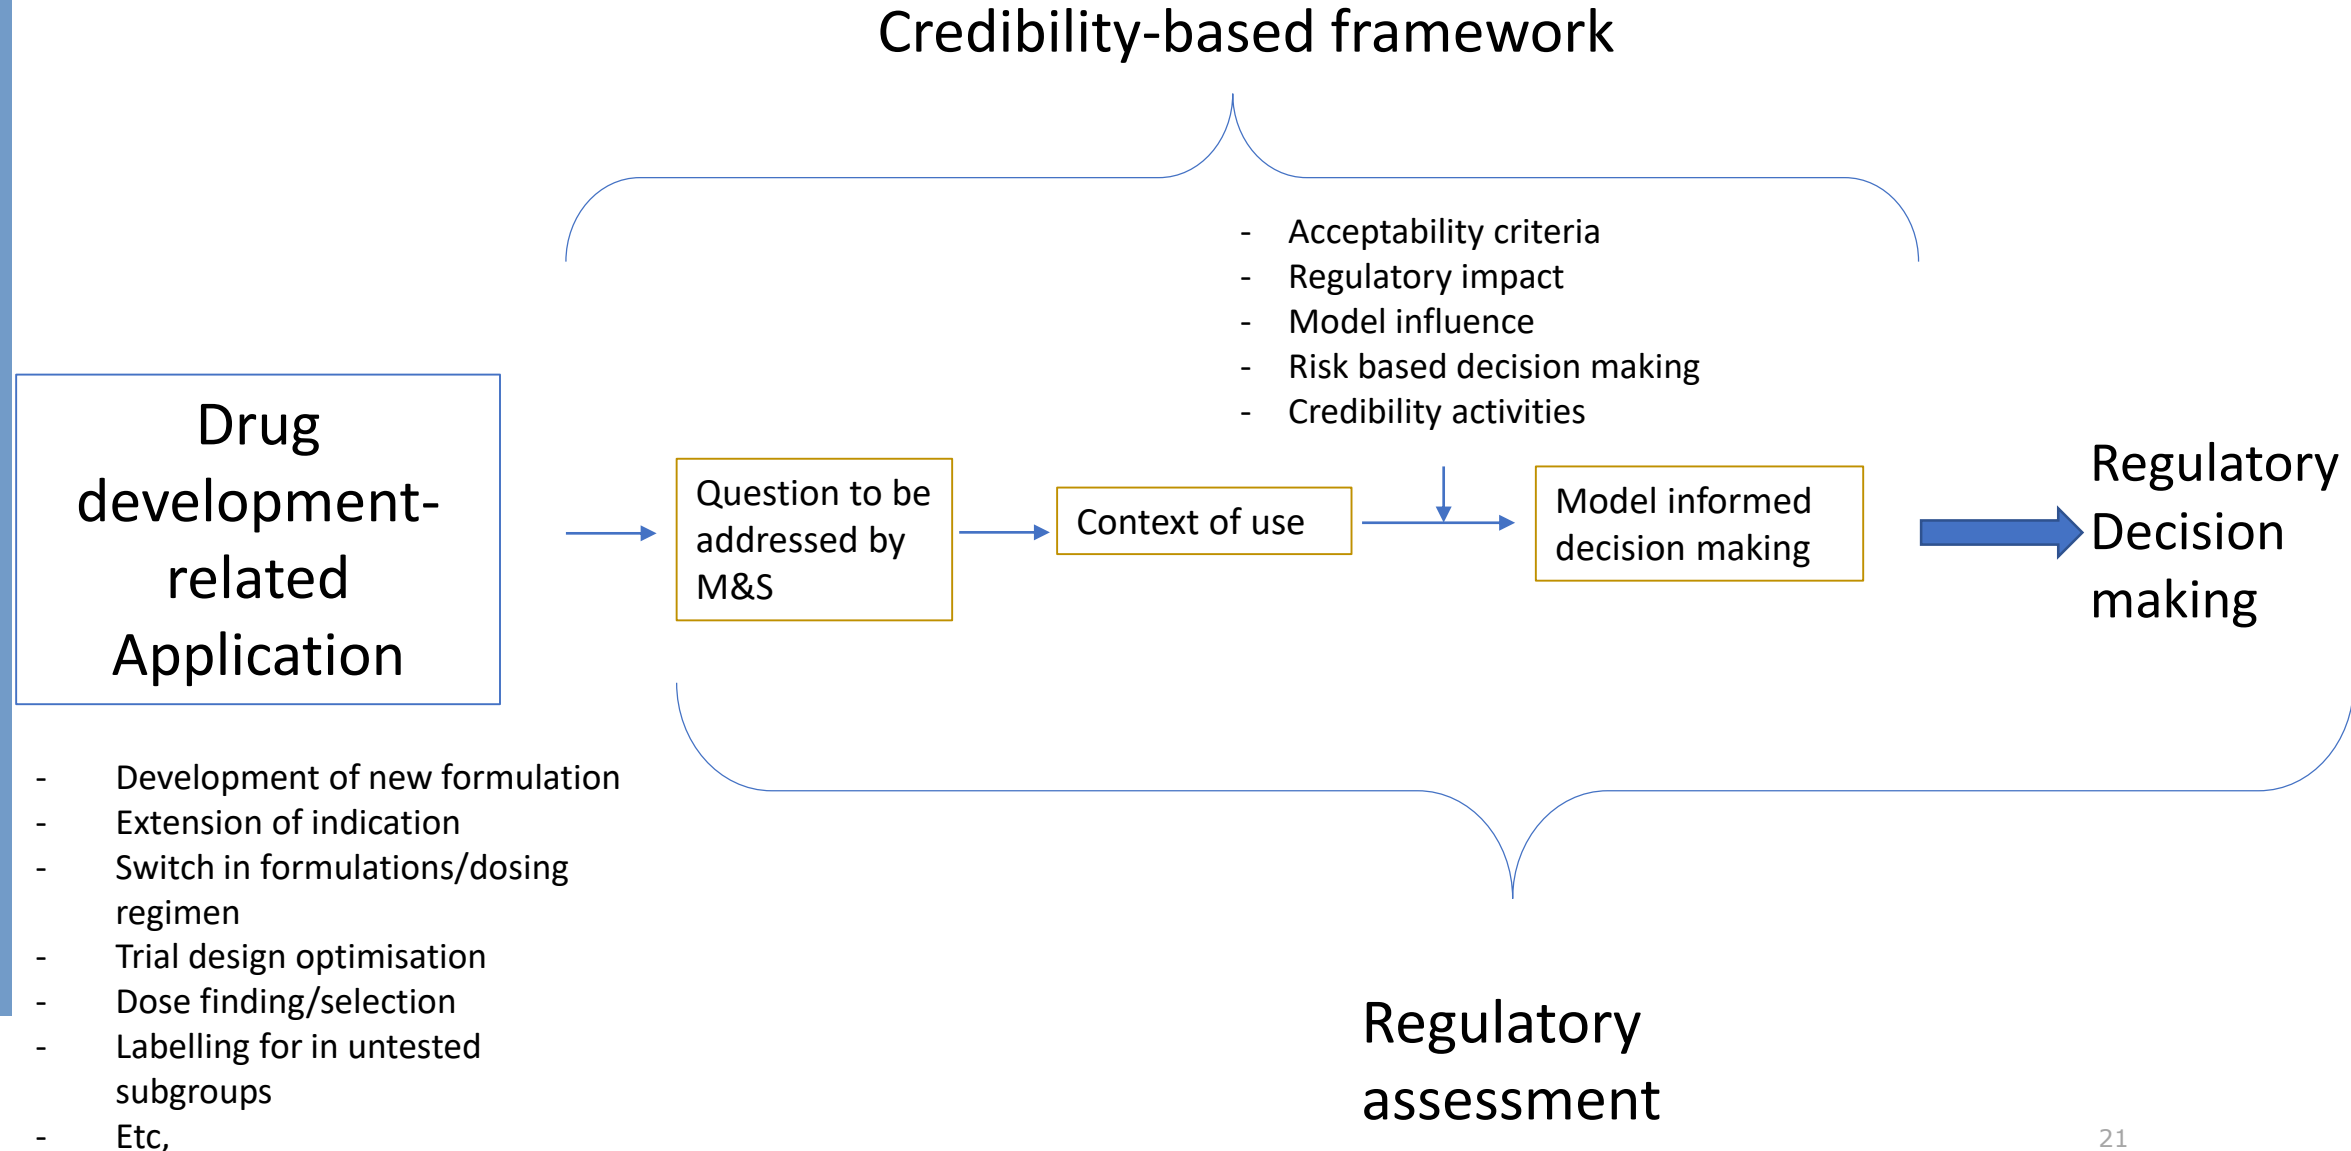 Credibility-based framework
- Acceptability criteria
- Regulatory impact
- Model influence
- Risk based decision making
- Credibility activities
Drug
development-
related
Application
Question to be
addressed by
M&S
Context of use
Model informed
decision making
Regulatory
Decision
making
- Development of new formulation
- Extension of indication
- Switch in formulations/dosing
regimen
- Trial design optimisation
- Dose finding/selection
- Labelling for in untested
subgroups
- Etc,
Regulatory
assessment
21